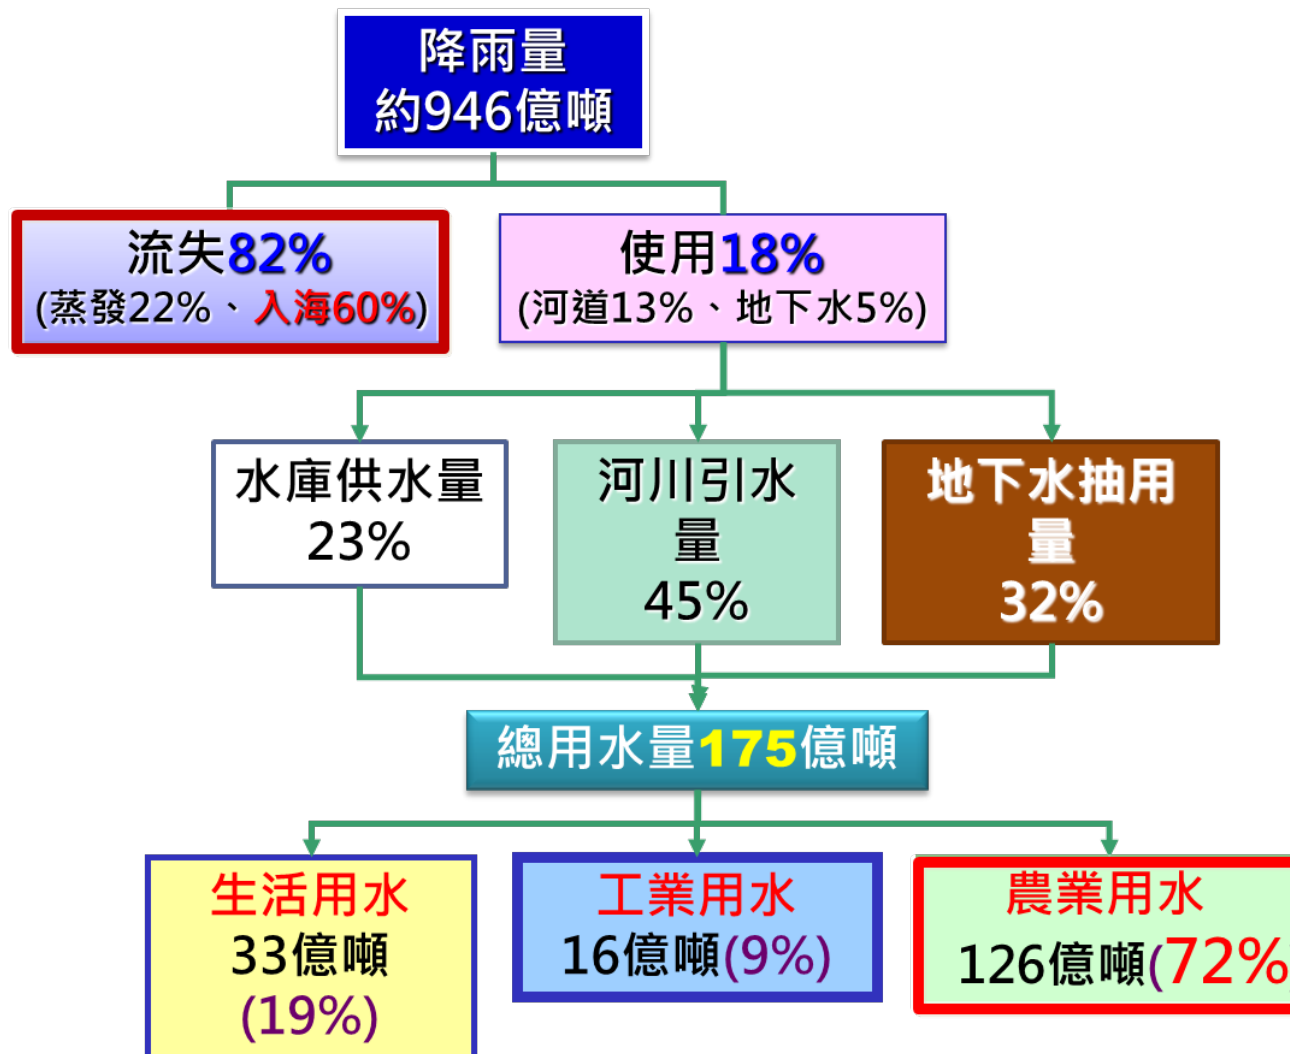 降雨量
約946億噸
流失82%
(蒸發22%、入海60%)
使用18%
(河道13%、地下水5%)
水庫供水量
23%
河川引水
量
45%
地下水抽用
量
32%
總用水量175億噸
生活用水
33億噸
(19%)
工業用水
16億噸(9%)
農業用水
126億噸(72%